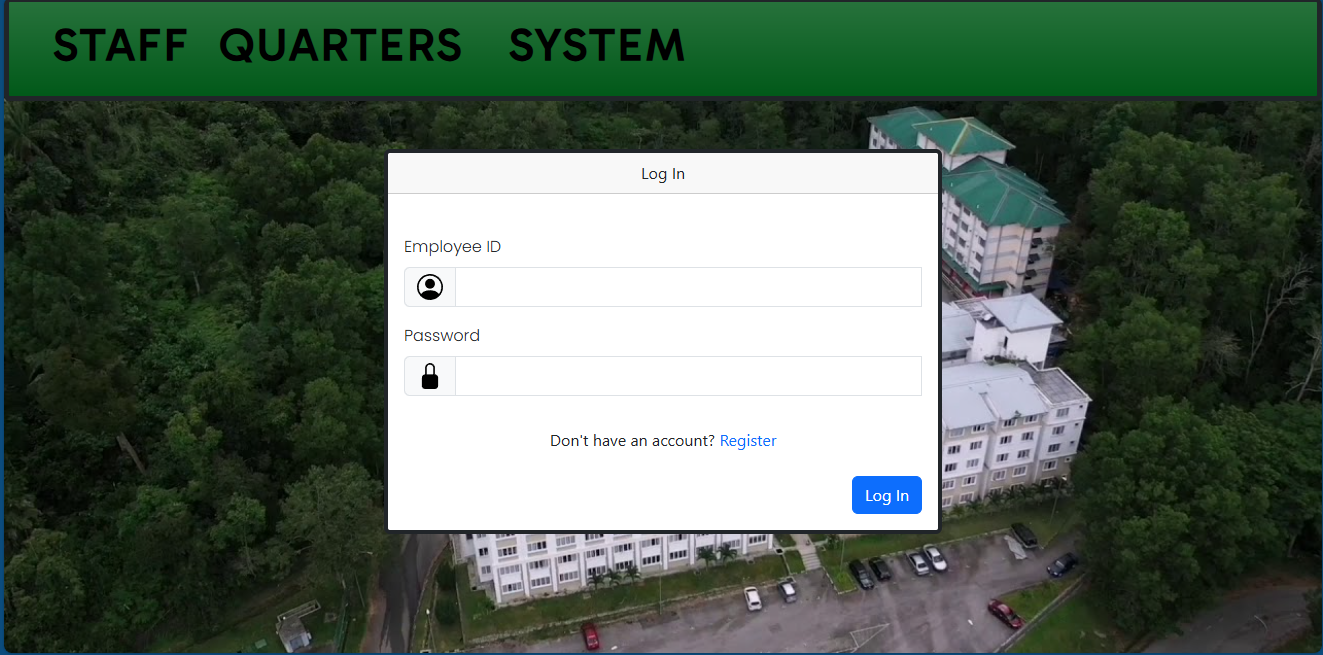 STAFF QUARTERS SYSTEM
Log In
Employee ID
Password
Don't have an account? Register
Log In